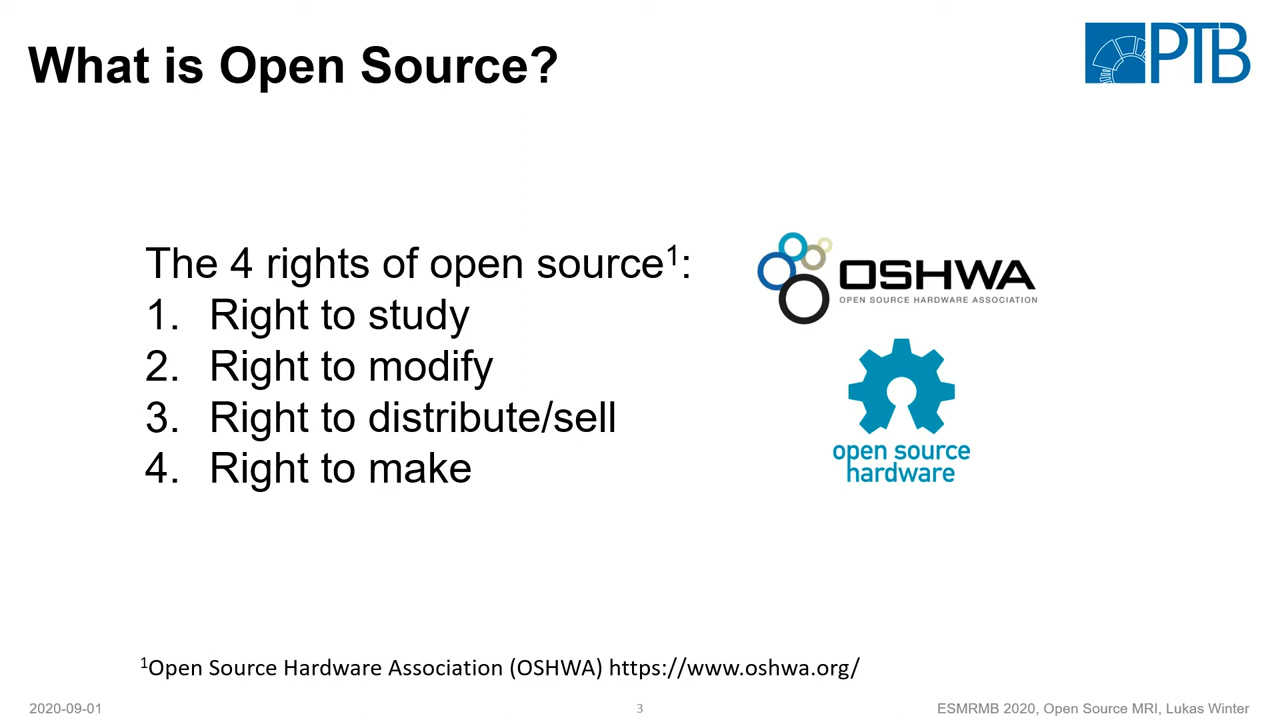 What is Open Source?
PTB
The 4 rights of open source¹:
1. Right to study
2. Right to modify
3. Right to distribute/sell
4. Right to make
OSHWA
OPEN SOURCE HARDWARE ASSOCIATION
open source
hardware
¹Open Source Hardware Association (OSHWA) https://www.oshwa.org/
2020-09-01
3
ESMRMB 2020, Open Source MRI, Lukas Winter